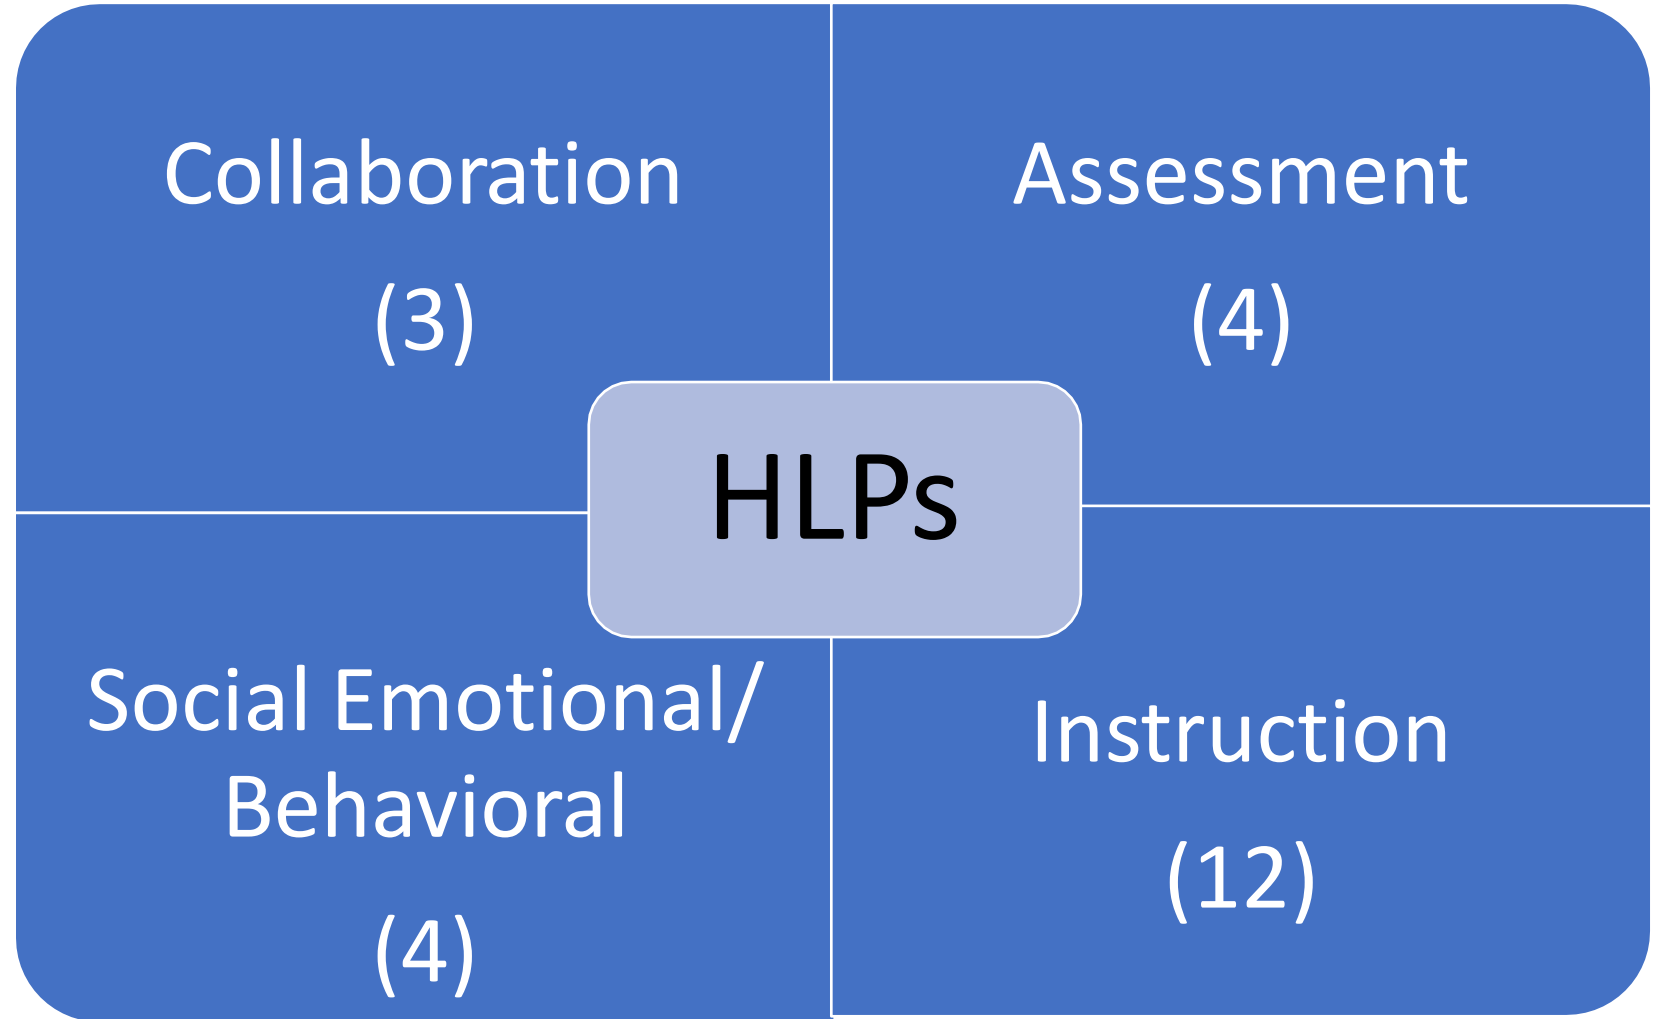 Collaboration
(3)
Assessment
(4)
HLPs
Social Emotional/
Behavioral
(4)
Instruction
(12)